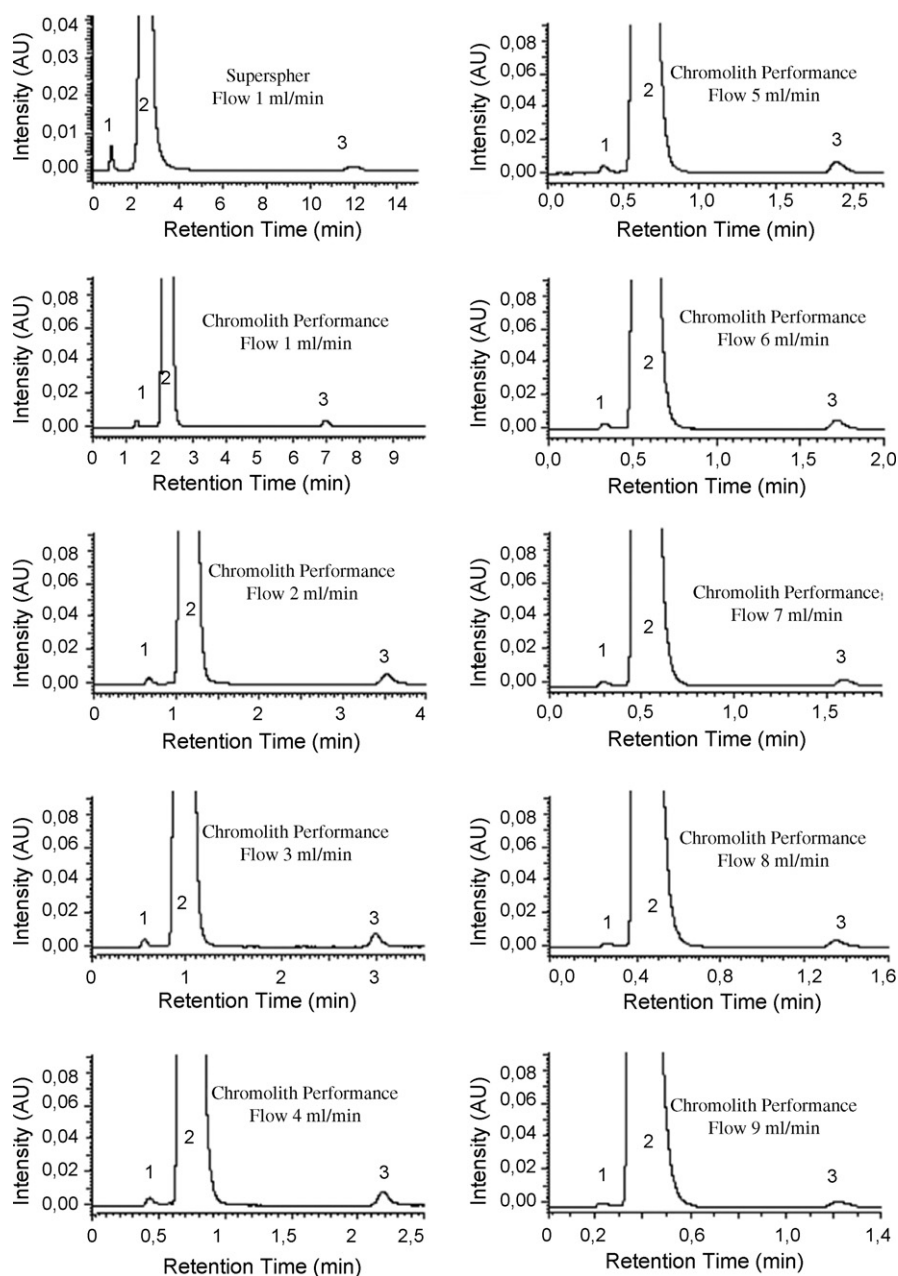 Intensity (AU)
0,04
0,03
0,02
0,01
0,00
Superspher
Flow 1 ml/min
1
2
3
0 2 4 6 8 10 12 14
Retention Time (min)
Intensity (AU)
0,08
0,06
0,04
0,02
0,00
Chromolith Performance
Flow 1 ml/min
1
2
3
0 1 2 3 4 5 6 7 8 9
Retention Time (min)
Intensity (AU)
0,08
0,06
0,04
0,02
0,00
Chromolith Performance
Flow 2 ml/min
1
2
3
0 1 2 3 4
Retention Time (min)
Intensity (AU)
0,08
0,06
0,04
0,02
0,00
Chromolith Performance
Flow 3 ml/min
1
2
3
0 1 2 3
Retention Time (min)
Intensity (AU)
0,08
0,06
0,04
0,02
0,00
Chromolith Performance
Flow 4 ml/min
1
2
3
0 0,5 1 1,5 2 2,5
Retention Time (min)
Intensity (AU)
0,08
0,06
0,04
0,02
0,00
Chromolith Performance
Flow 5 ml/min
1
2
3
0,0 0,5 1,0 1,5 2,5
Retention Time (min)
Intensity (AU)
0,08
0,06
0,04
0,02
0,00
Chromolith Performance
Flow 6 ml/min
1
2
3
0,0 0,5 1,0 1,5 2,0
Retention Time (min)
Intensity (AU)
0,08
0,06
0,04
0,02
0,00
Chromolith Performance
Flow 7 ml/min
1
2
3
0,0 0,5 1,0 1,5
Retention Time (min)
Intensity (AU)
0,08
0,06
0,04
0,02
0,00
Chromolith Performance
Flow 8 ml/min
1
2
3
0,0 0,4 0,8 1,2 1,6
Retention Time (min)
Intensity (AU)
0,08
0,06
0,04
0,02
0,00
Chromolith Performance
Flow 9 ml/min
1
2
3
0 0,2 0,6 1,0 1,4
Retention Time (min)